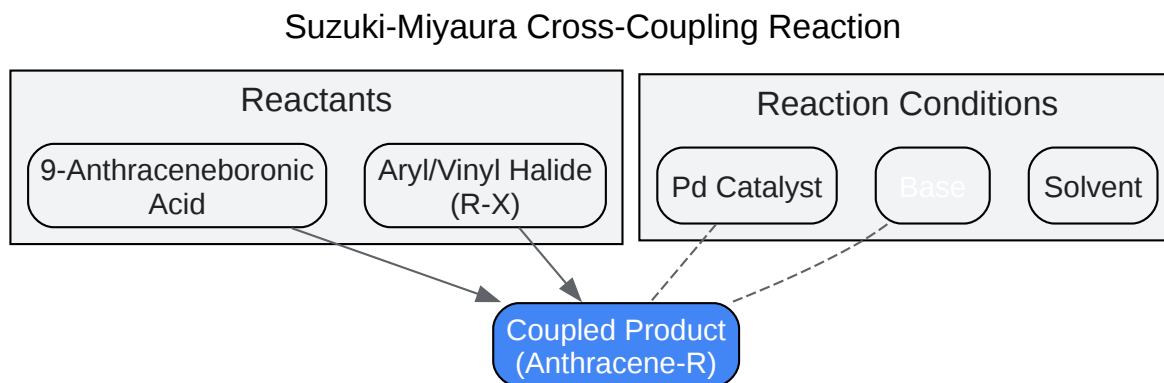 Suzuki-Miyaura Cross-Coupling Reaction
Reactants
9-Anthraceneboronic
Acid
Aryl/Vinyl Halide
(R-X)
Reaction Conditions
Pd Catalyst
Base
Solvent
Coupled Product
(Anthracene-R)